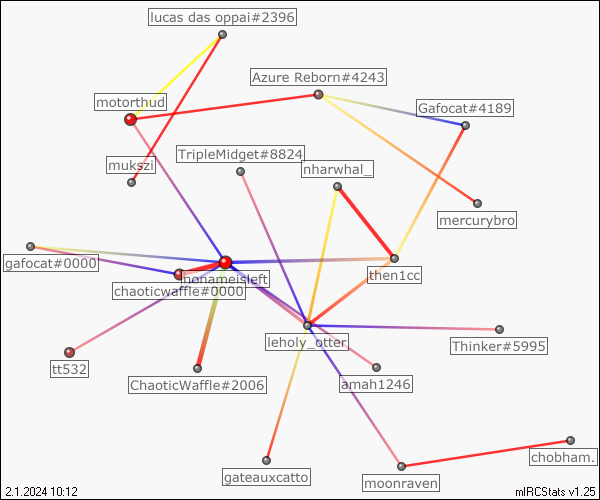 lucas das oppai#2396
Azure Reborn#4243
motorthud
Gafocat#4189
TripleMidget#8824
mukszi
nharwhal_
mercurybro
gafocat#0000
nonameisleft
then1cc
chaoticwaffle#0000
leholy_otter
Thinker#5995
tt532
ChaoticWaffle#2006
amah1246
chobham.
gateauxcatto
moonraven
2.1.2024 10:12
mIRCStats v1.25